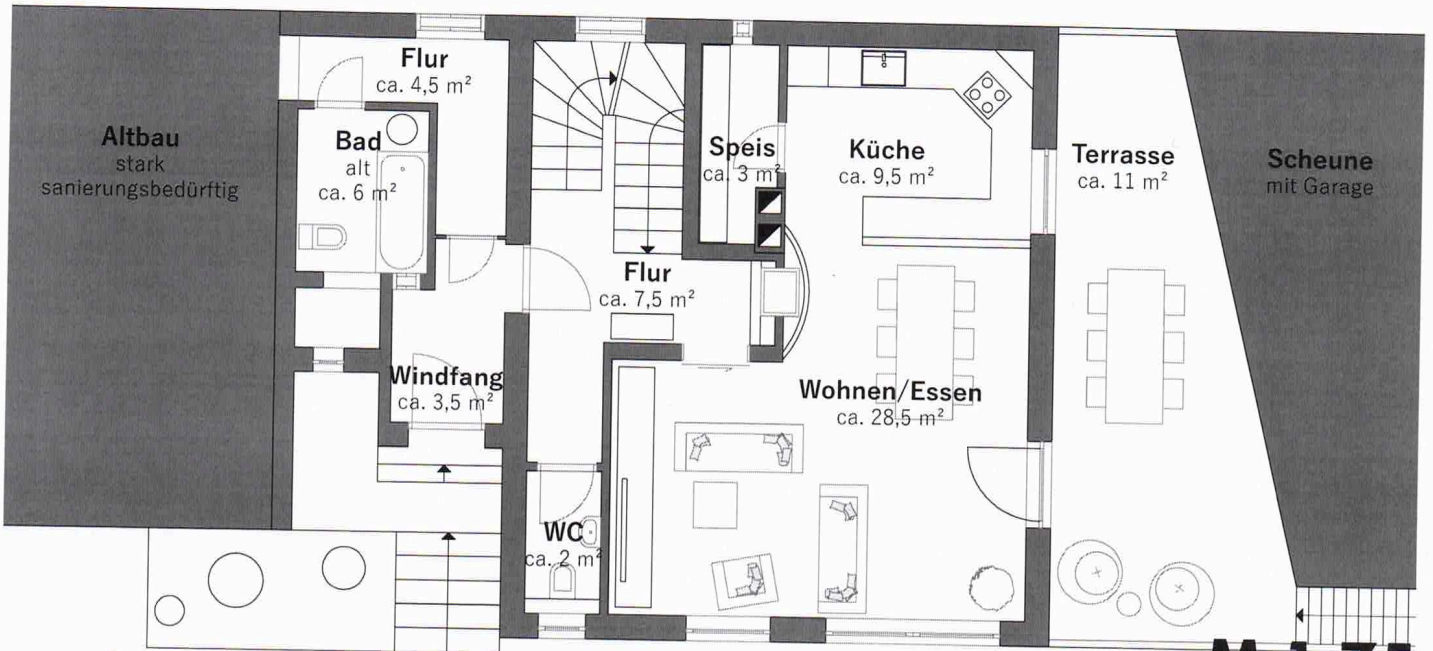 Flur
ca. 4,5 m²
Altbau
stark
sanierungsbedürftig
Bad
alt
ca. 6 m²
Speis
ca. 3 m²
Küche
ca. 9,5 m²
Terrasse
ca. 11 m²
Scheune
mit Garage
Flur
ca. 7,5 m²
Windfang
ca. 3,5 m²
Wohnen/Essen
ca. 28,5 m²
WC
ca. 2 m²